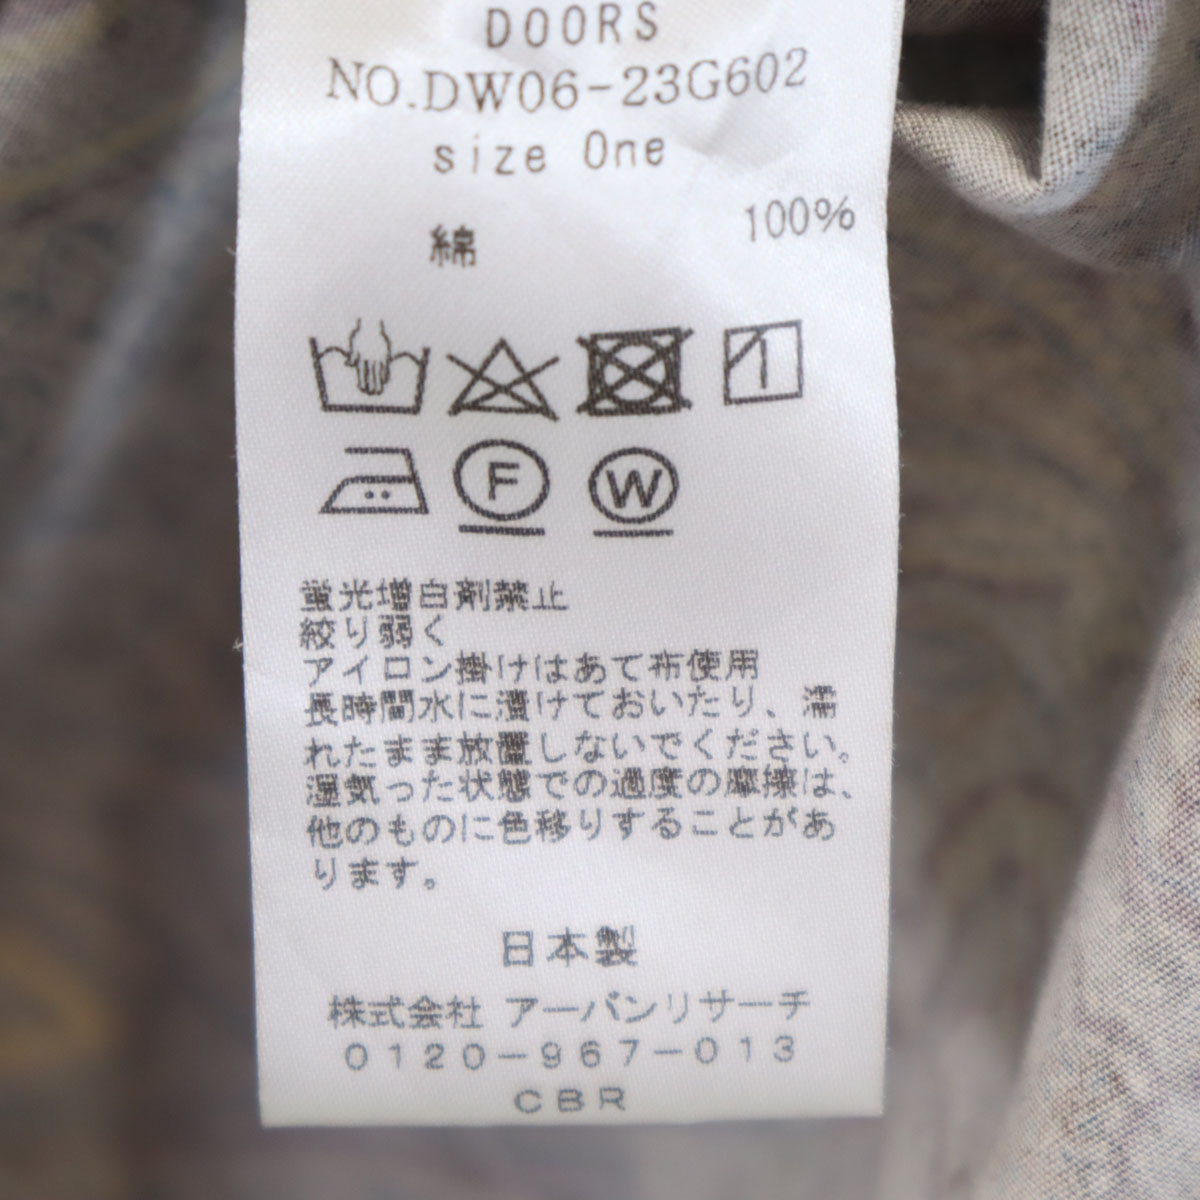 DOORS
NO.DW06-23G602
size One
綿 100%
F W
蛍光増白剤禁止
絞り弱く
アイロン掛けはあて布使用
長時間水に漬けておいたり、濡
れたまま放置しないでください。
湿気った状態での過度の摩擦は、
他のものに色移りすることがあ
ります。
日本製
株式会社 アーバンリサーチ
0120-967-013
CBR